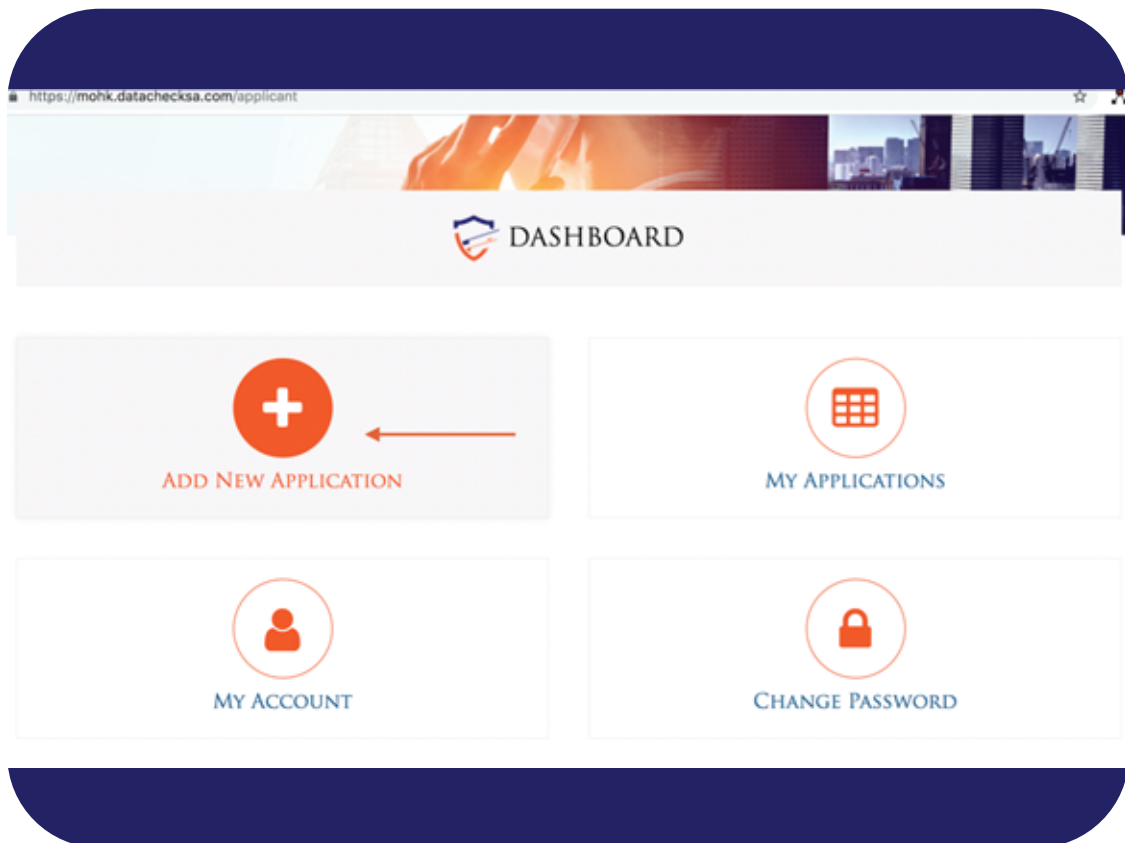 https://mohk.datachecksa.com/applicant
DASHBOARD
ADD NEW APPLICATION
MY APPLICATIONS
MY ACCOUNT
CHANGE PASSWORD